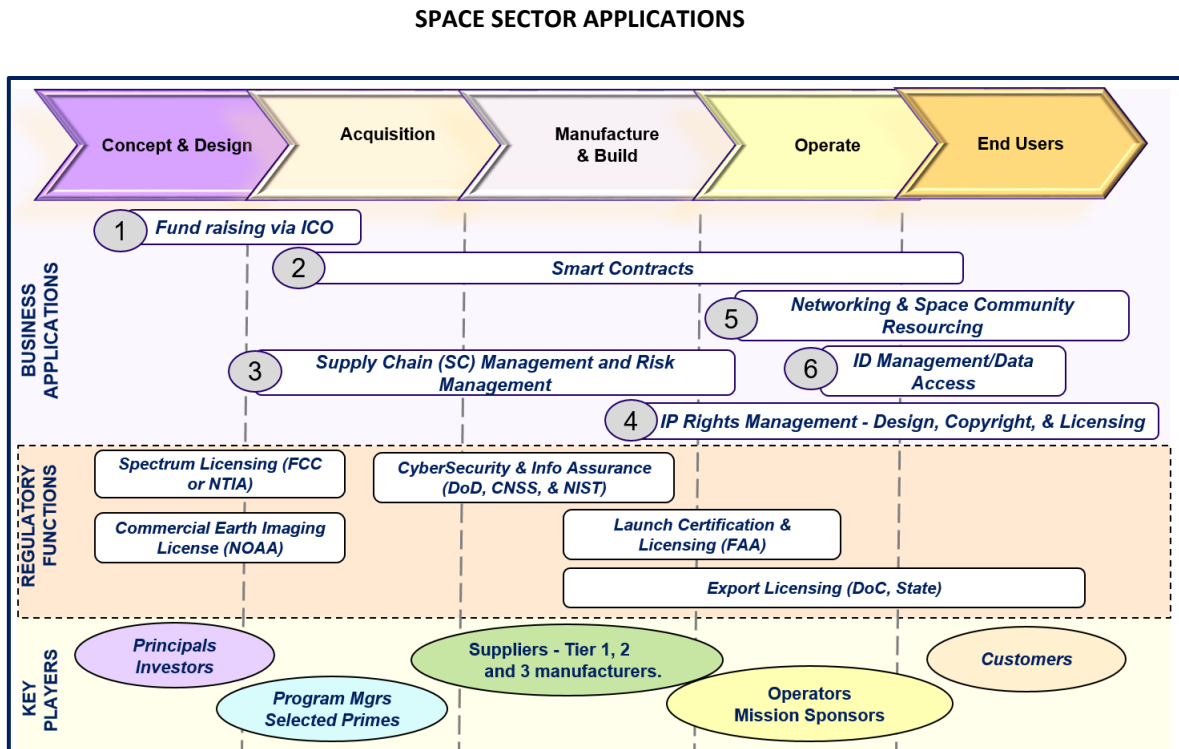 SPACE SECTOR APPLICATIONS
Concept & Design
Acquisition
Manufacture
& Build
Operate
End Users
BUSINESS
APPLICATIONS
1
Fund raising via ICO
2
Smart Contracts
5
Networking & Space Community
Resourcing
3
Supply Chain (SC) Management and Risk
Management
6
ID Management/Data
Access
4
IP Rights Management - Design, Copyright, & Licensing
REGULATORY
FUNCTIONS
Spectrum Licensing (FCC
or NTIA)
CyberSecurity & Info Assurance
(DoD, CNSS, & NIST)
Commercial Earth Imaging
License (NOAA)
Launch Certification &
Licensing (FAA)
Export Licensing (DoC, State)
KEY
PLAYERS
Principals
Investors
Program Mgrs
Selected Primes
Suppliers - Tier 1, 2
and 3 manufacturers.
Operators
Mission Sponsors
Customers